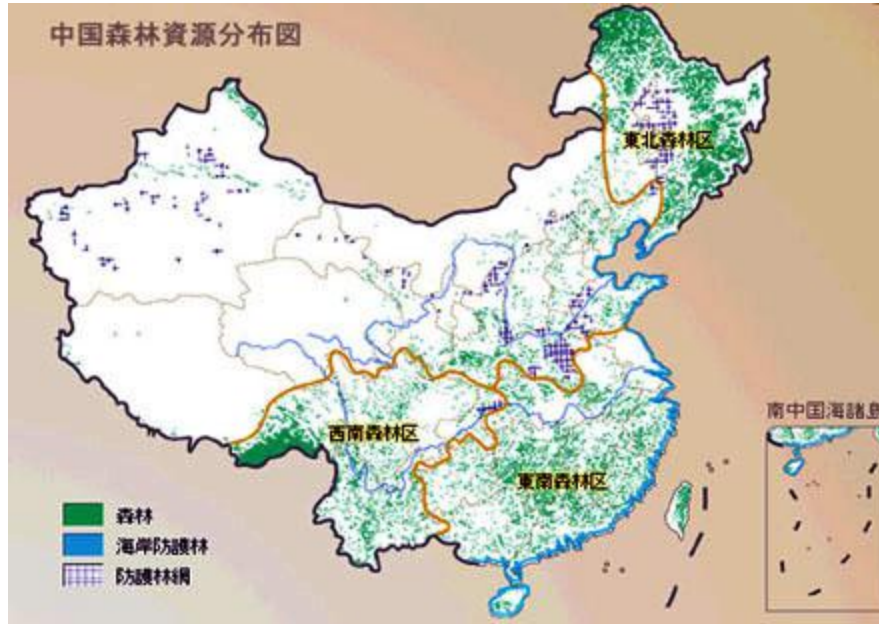 中国森林資源分布図
東北森林区
西南森林区
東南森林区
南中国海諸島
森林
海岸防護林
防護林網